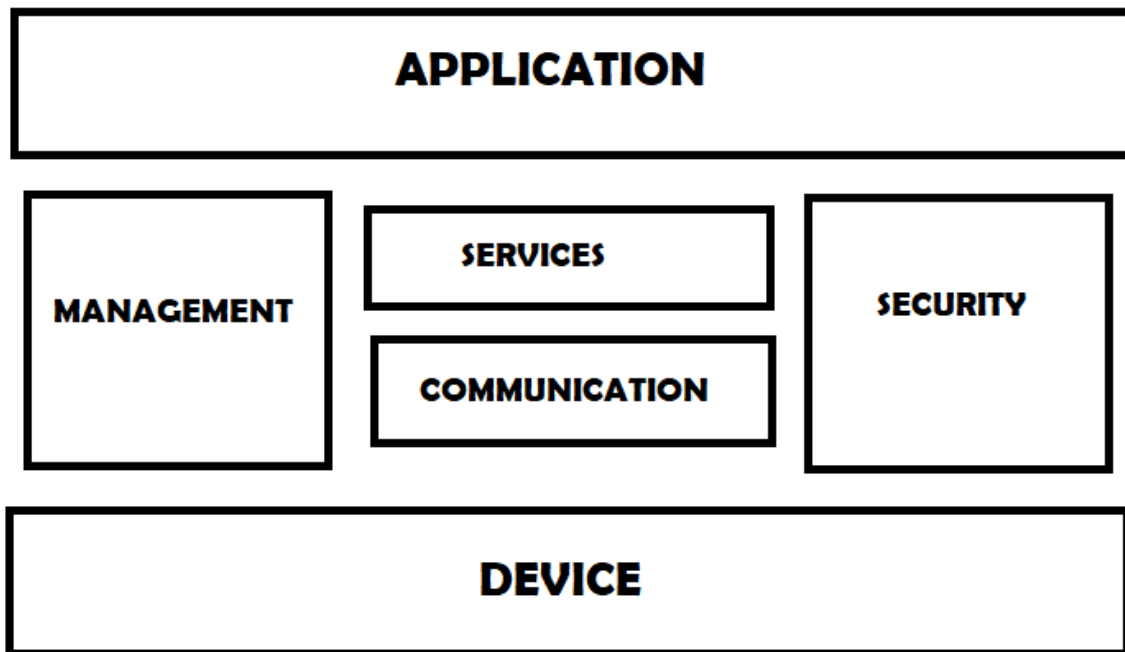 APPLICATION
MANAGEMENT
SERVICES
COMMUNICATION
SECURITY
DEVICE